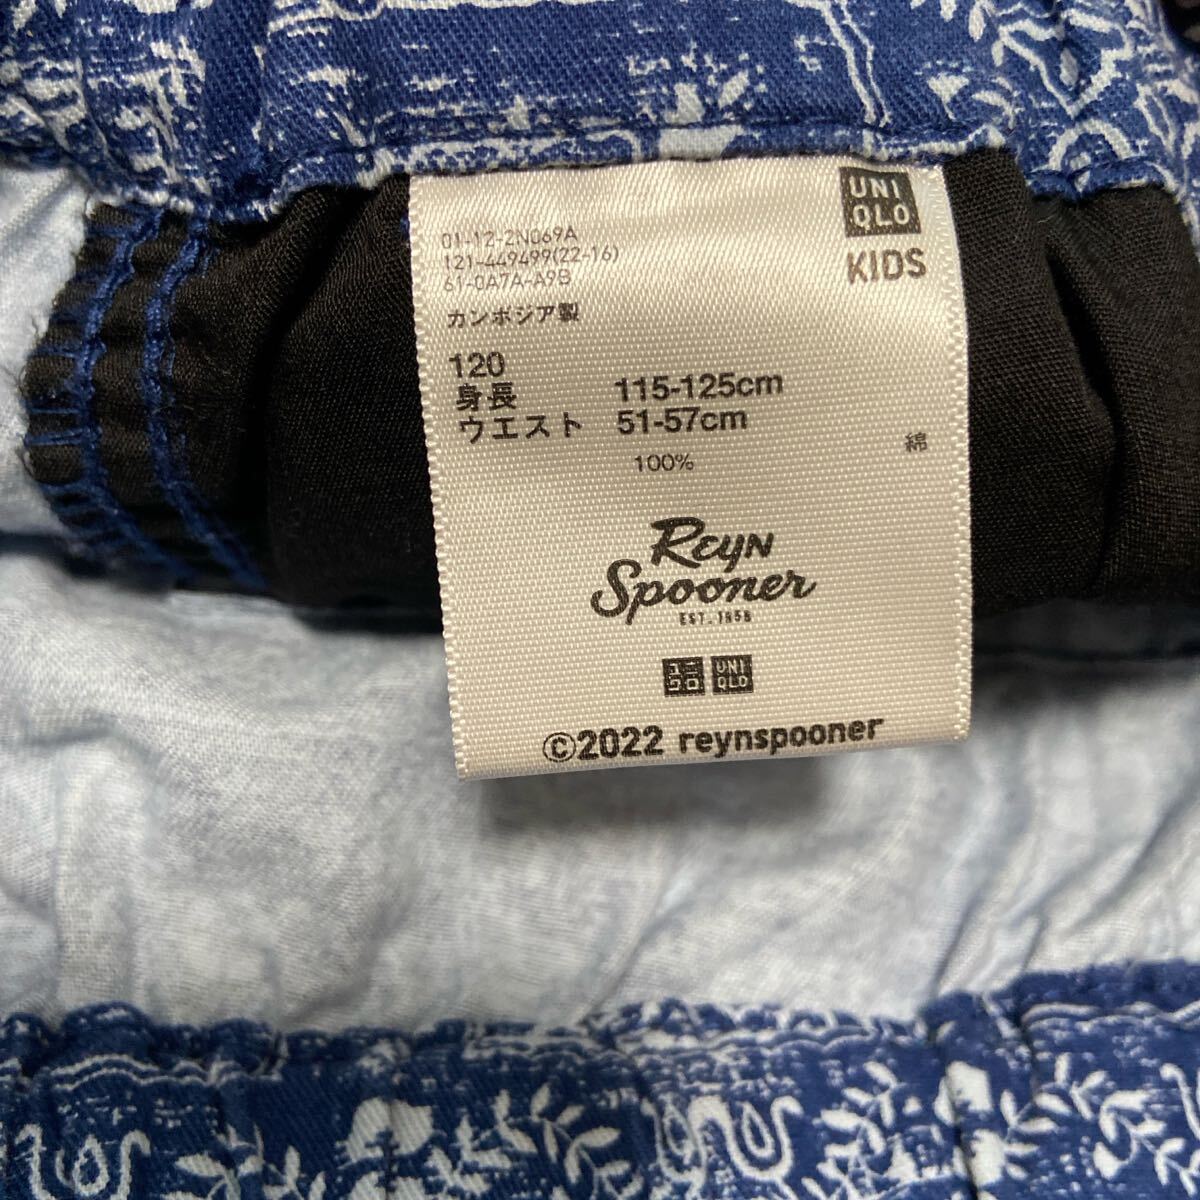 UNI
QLO
KIDS
01-12-2N069A
121-449499(22-16)
61-0A7A-A9B
カンボジア製
120
身長 115-125cm
ウエスト 51-57cm
綿
100%
REYN
Spooner
EST. 1956
ユニ
クロ
UNI
QLO
©2022 reynspooner